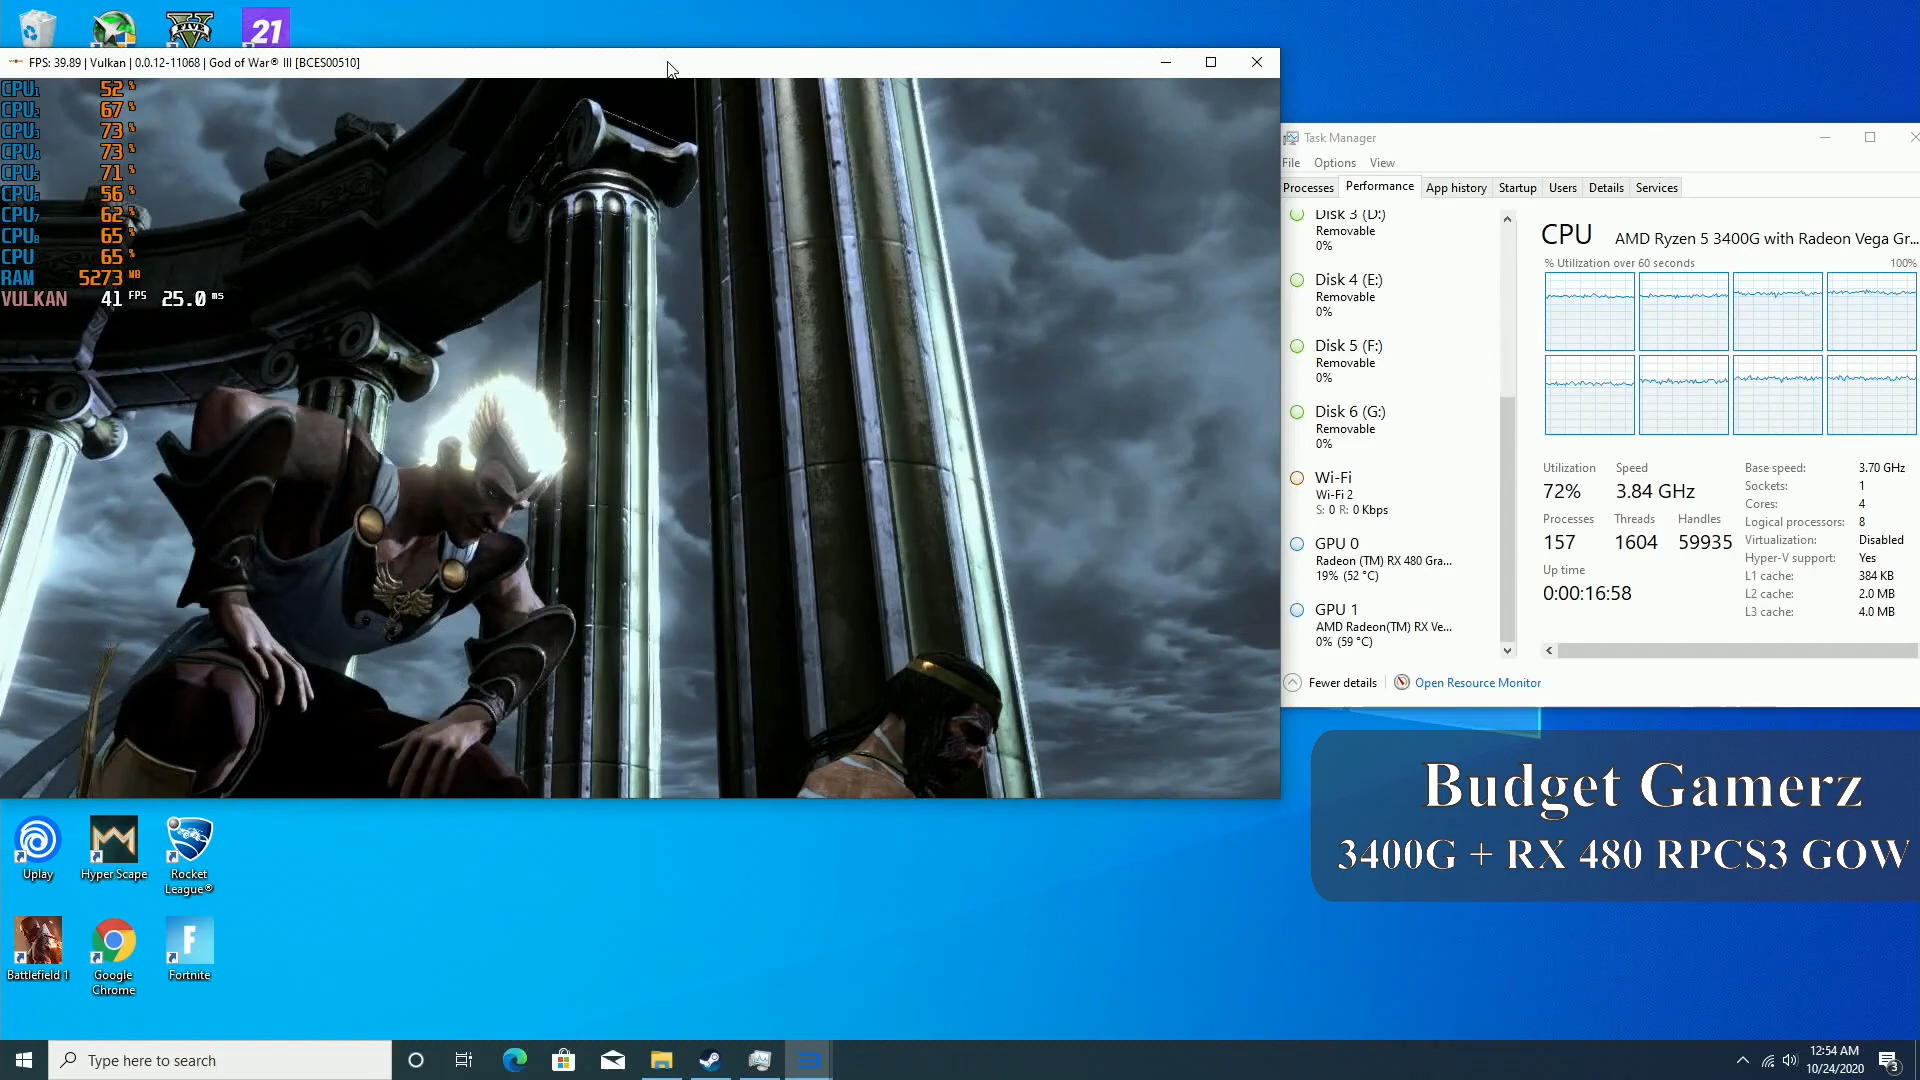 21
FIVE
FPS: 39.89 | Vulkan | 0.0.12-11068 | God of War® III [BCES00510]
CPU1 52 %
CPU2 67 %
CPU3 73 %
CPU4 73 %
CPU5 71 %
CPU6 56 %
CPU7 62 %
CPU8 65 %
CPU 65 %
RAM 5273 MB
VULKAN 41 FPS 25.0 ms
Task Manager
File Options View
Processes Performance App history Startup Users Details Services
Disk 3 (D:)
Removable
0%
Disk 4 (E:)
Removable
0%
Disk 5 (F:)
Removable
0%
Disk 6 (G:)
Removable
0%
Wi-Fi
Wi-Fi 2
S: 0 R: 0 Kbps
GPU 0
Radeon (TM) RX 480 Gra...
19% (52 °C)
GPU 1
AMD Radeon(TM) RX Ve...
0% (59 °C)
CPU AMD Ryzen 5 3400G with Radeon Vega Gr...
% Utilization over 60 seconds 100%
Utilization Speed
72% 3.84 GHz
Processes Threads Handles
157 1604 59935
Up time
0:00:16:58
Base speed: 3.70 GHz
Sockets: 1
Cores: 4
Logical processors: 8
Virtualization: Disabled
Hyper-V support: Yes
L1 cache: 384 KB
L2 cache: 2.0 MB
L3 cache: 4.0 MB
Fewer details Open Resource Monitor
Budget Gamerz
3400G + RX 480 RPCS3 GOW
Uplay
Hyper Scape
Rocket
League®
Battlefield 1
Google
Chrome
Fortnite
Type here to search
12:54 AM
10/24/2020
3